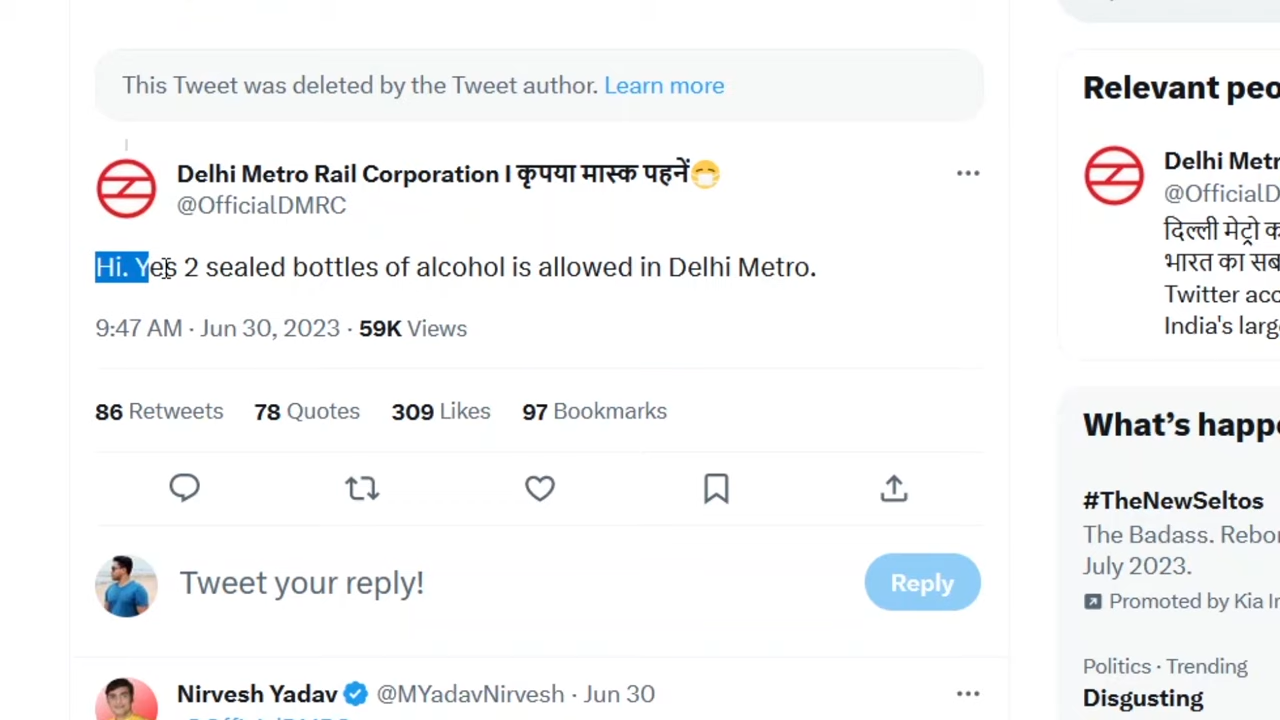 This Tweet was deleted by the Tweet author. Learn more
Delhi Metro Rail Corporation I कृपया मास्क पहनें😷
@OfficialDMRC
Hi. Yes 2 sealed bottles of alcohol is allowed in Delhi Metro.
9:47 AM · Jun 30, 2023 · 59K Views
86 Retweets 78 Quotes 309 Likes 97 Bookmarks
Tweet your reply!
Reply
Nirvesh Yadav @MYadavNirvesh · Jun 30
Relevant peo
Delhi Metr
@OfficialD
दिल्ली मेट्रो क
भारत का सब
Twitter acc
India's larg
What's happe
#TheNewSeltos
The Badass. Rebor
July 2023.
Promoted by Kia In
Politics · Trending
Disgusting